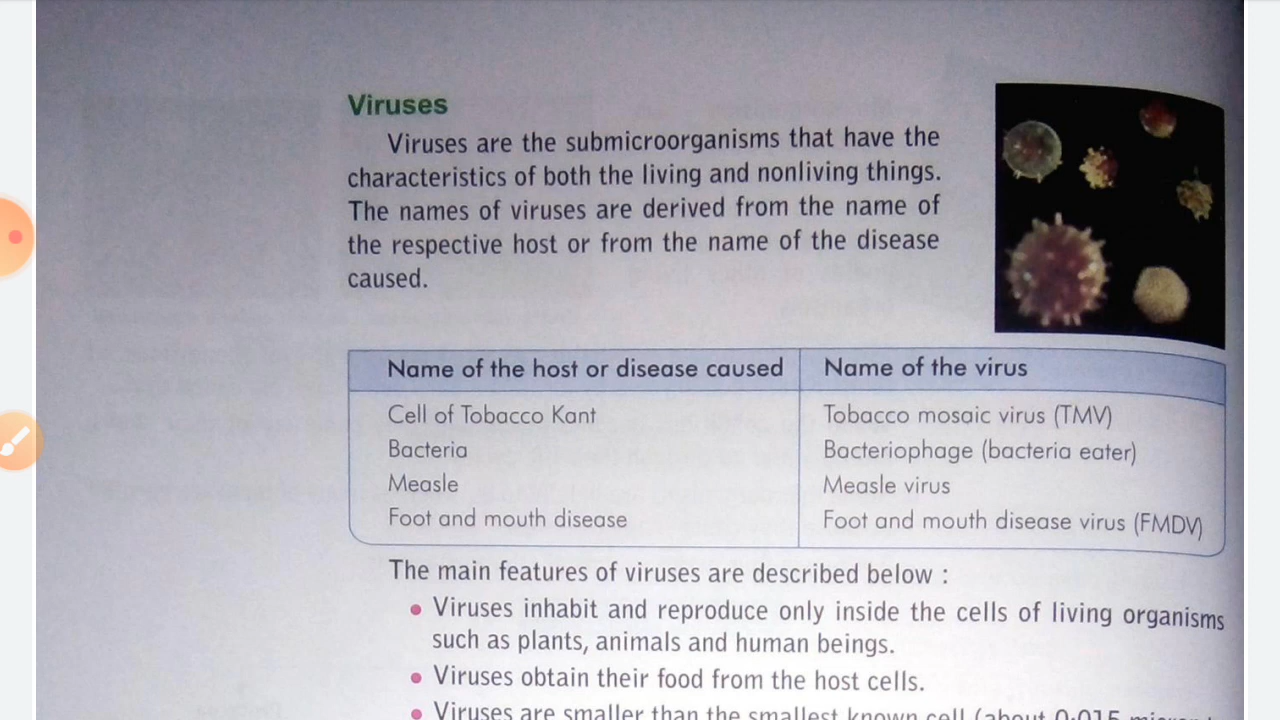 Viruses
Viruses are the submicroorganisms that have the
characteristics of both the living and nonliving things.
The names of viruses are derived from the name of
the respective host or from the name of the disease
caused.
Name of the host or disease caused Name of the virus
Cell of Tobacco Kant Tobacco mosaic virus (TMV)
Bacteria Bacteriophage (bacteria eater)
Measle Measle virus
Foot and mouth disease Foot and mouth disease virus (FMDV)
The main features of viruses are described below :
• Viruses inhabit and reproduce only inside the cells of living organisms
such as plants, animals and human beings.
• Viruses obtain their food from the host cells.
• Viruses are smaller than the smallest known cell (about 0·015